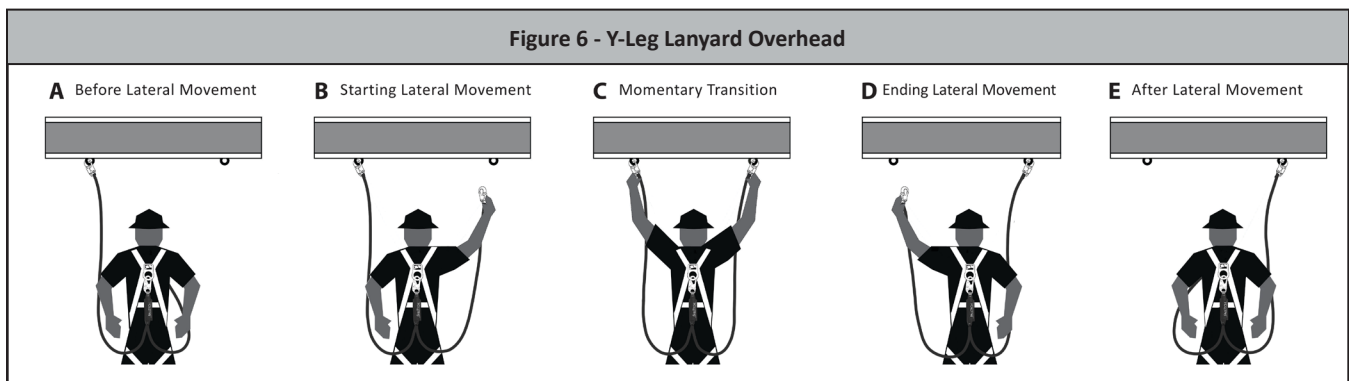 Figure 6 - Y-Leg Lanyard Overhead
A Before Lateral Movement
B Starting Lateral Movement
C Momentary Transition
D Ending Lateral Movement
E After Lateral Movement